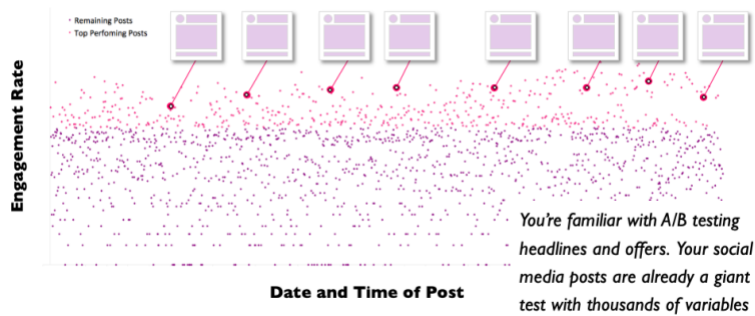 Remaining Posts
Top Perfoming Posts
Engagement Rate
Date and Time of Post
You're familiar with A/B testing
headlines and offers. Your social
media posts are already a giant
test with thousands of variables